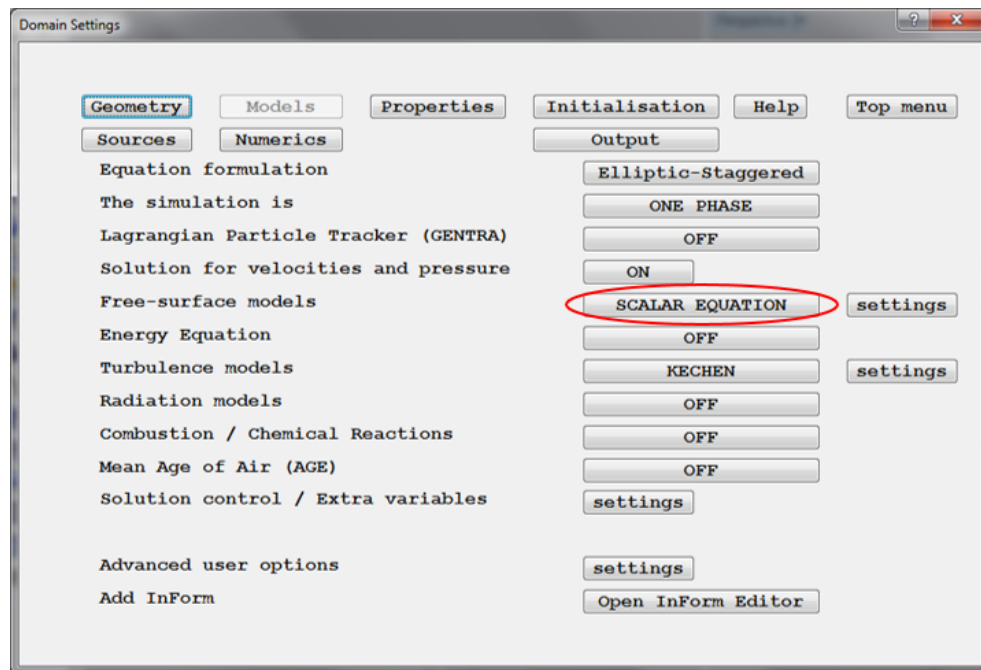 Domain Settings
Geometry Models Properties Initialisation Help Top menu
Sources Numerics Output
Equation formulation Elliptic-Staggered
The simulation is ONE PHASE
Lagrangian Particle Tracker (GENTRA) OFF
Solution for velocities and pressure ON
Free-surface models SCALAR EQUATION settings
Energy Equation OFF
Turbulence models KECHEN settings
Radiation models OFF
Combustion / Chemical Reactions OFF
Mean Age of Air (AGE) OFF
Solution control / Extra variables settings
Advanced user options settings
Add InForm Open InForm Editor